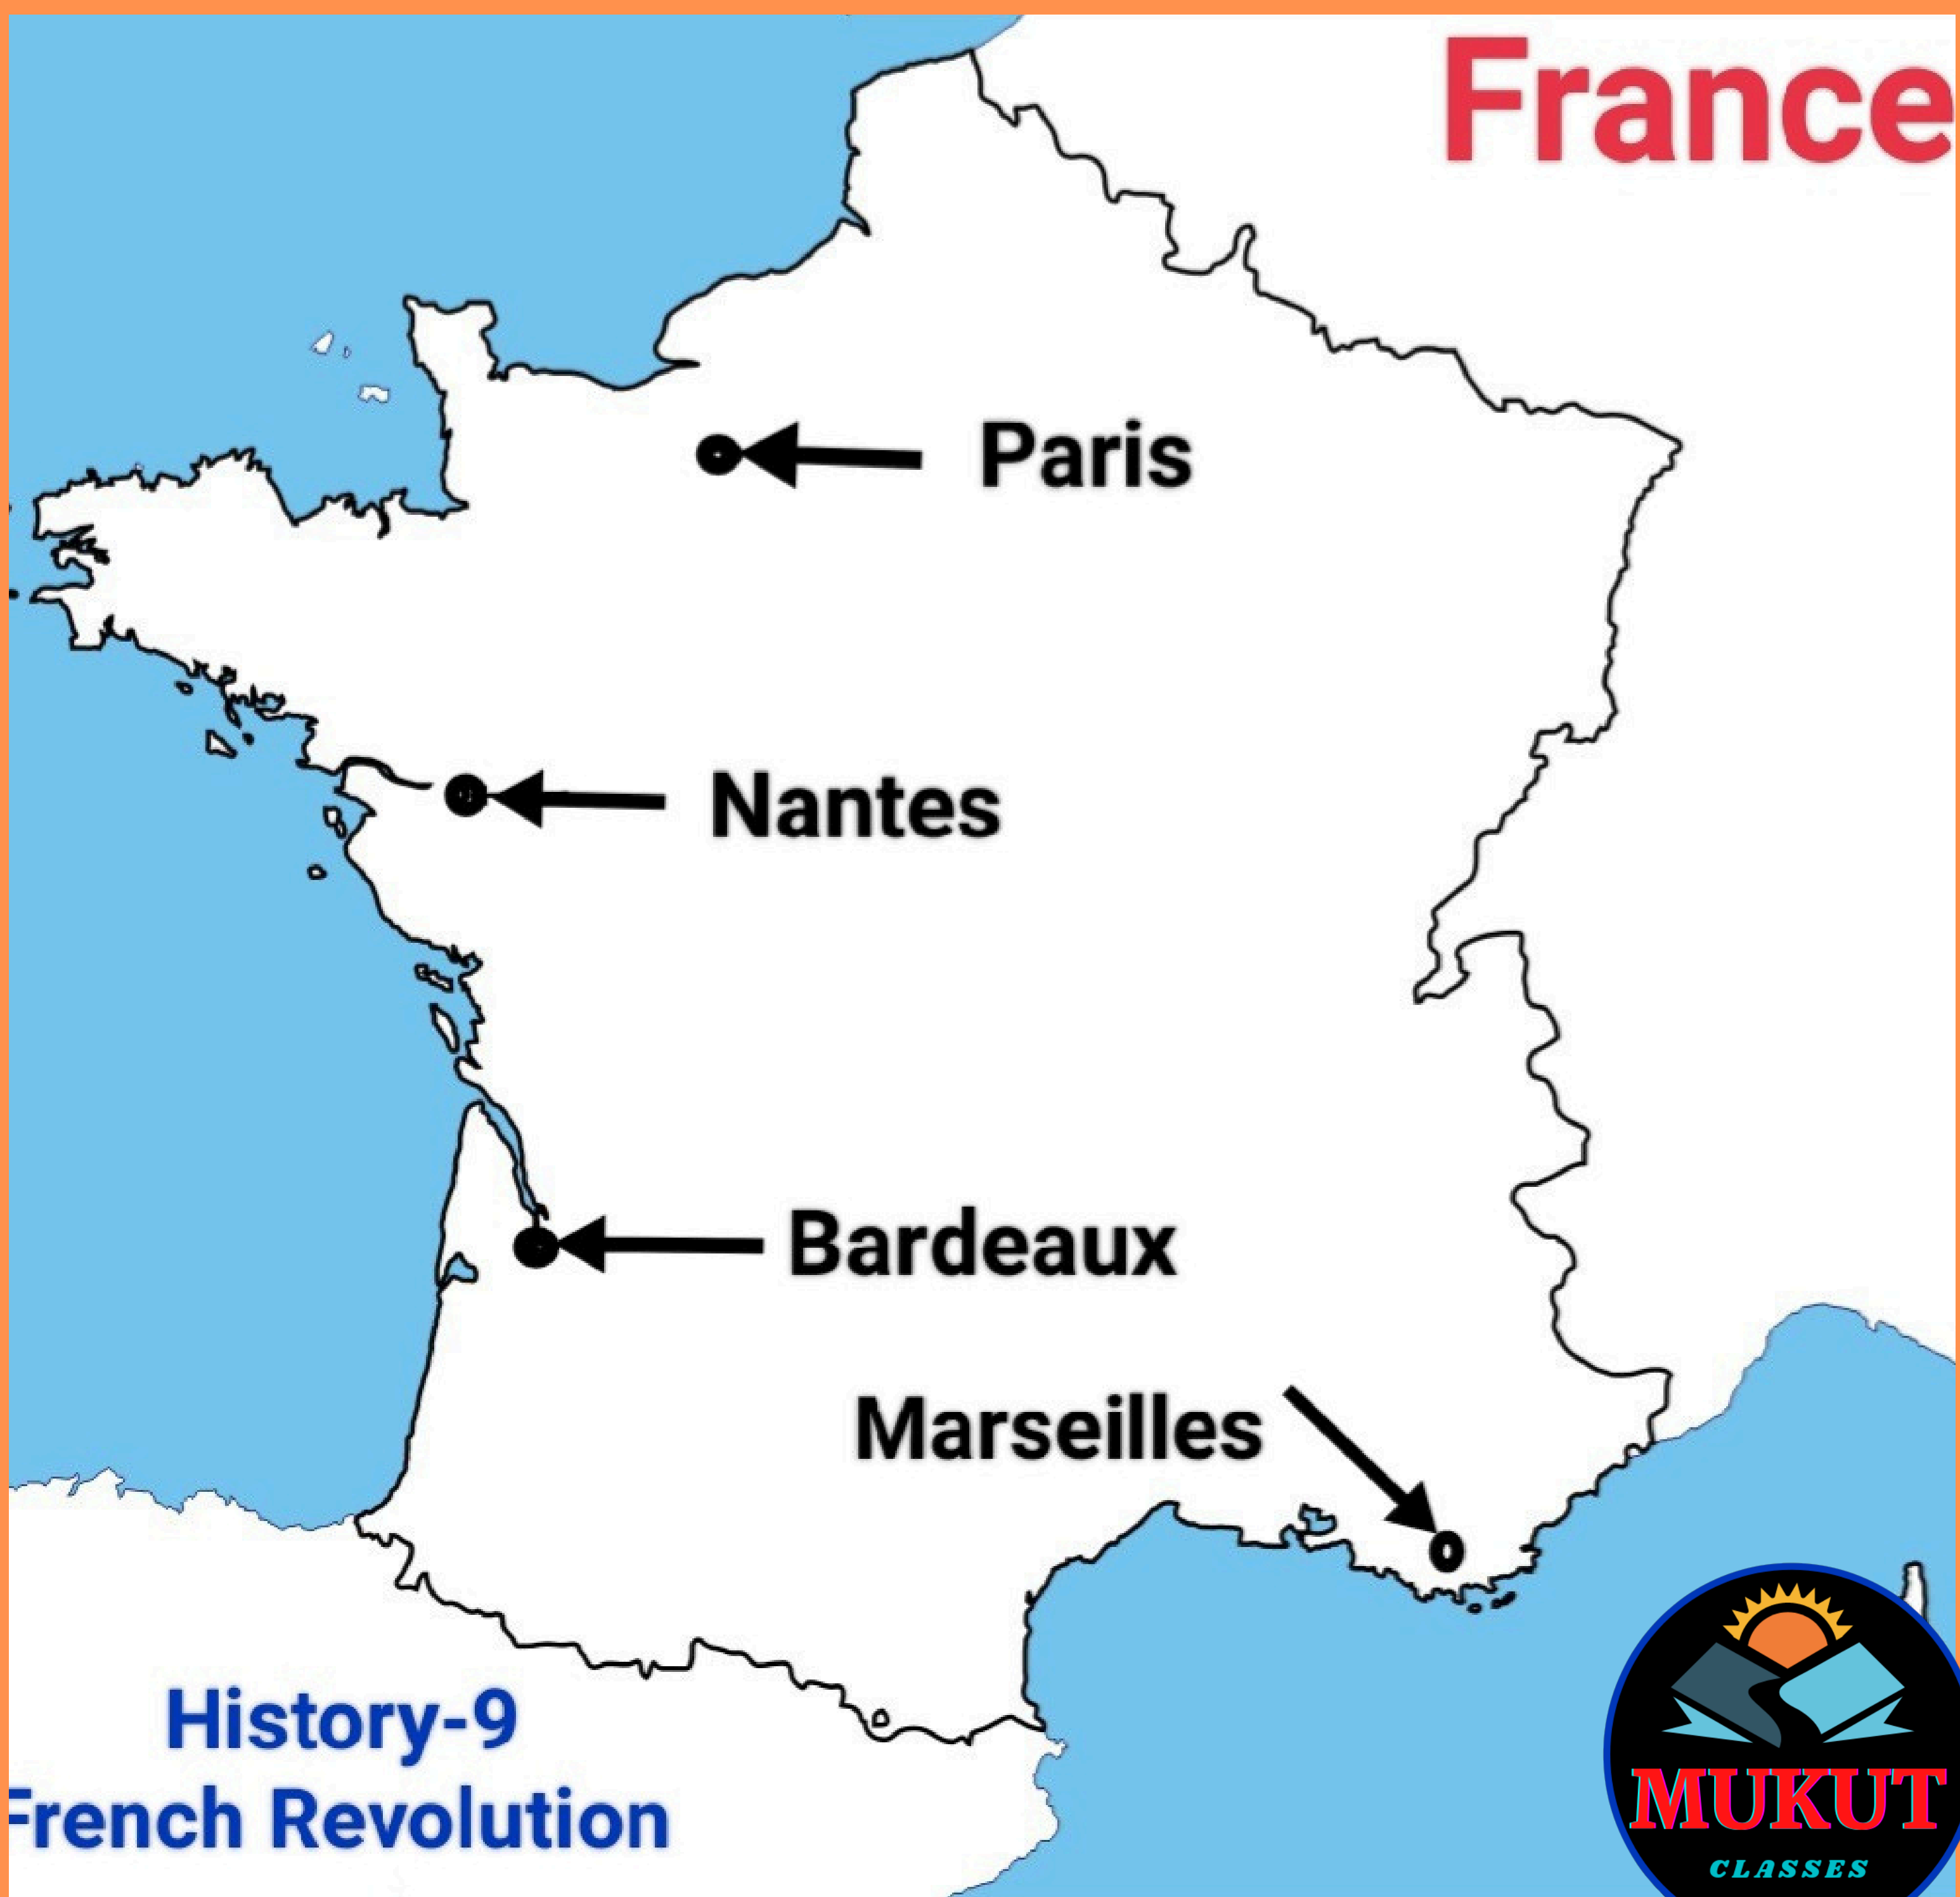 France
Paris
Nantes
Bardeaux
Marseilles
History-9
French Revolution
MUKUT
CLASSES